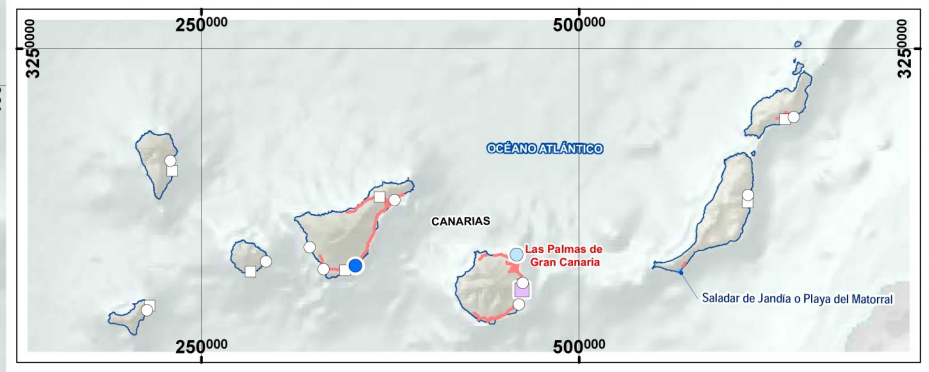 250000
500000
3250000
3250000
OCÉANO ATLÁNTICO
CANARIAS
Las Palmas de
Gran Canaria
Saladar de Jandía o Playa del Matorral
250000
500000